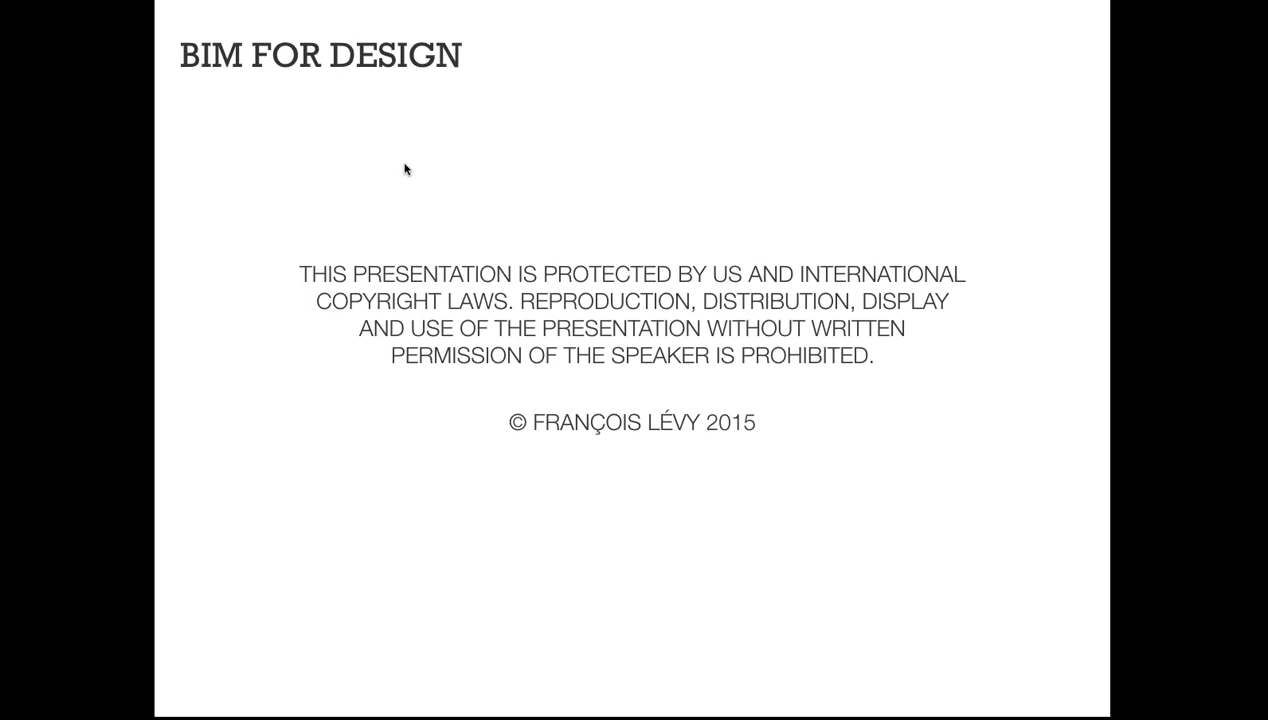 BIM FOR DESIGN
THIS PRESENTATION IS PROTECTED BY US AND INTERNATIONAL
COPYRIGHT LAWS. REPRODUCTION, DISTRIBUTION, DISPLAY
AND USE OF THE PRESENTATION WITHOUT WRITTEN
PERMISSION OF THE SPEAKER IS PROHIBITED.
© FRANÇOIS LÉVY 2015